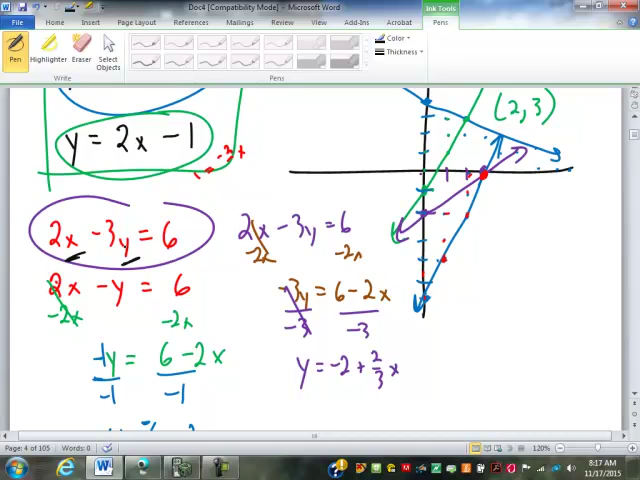 Doc4 [Compatibility Mode] - Microsoft Word
Ink Tools
File Home Insert Page Layout References Mailings Review View Add-Ins Acrobat Pens
Pen
Highlighter
Eraser
Select Objects
Color
Thickness
Write
Pens
(2, 3)
y = 2x - 1
2x - 3y = 6
2x - 3y = 6
-2x -2x
2x - y = 6
-2x -2x
-3y = 6 - 2x
-3 -3
-1y = 6 - 2x
-1 -1
y = -2 + 2/3 x
Page: 4 of 105
Words: 0
120%
8:17 AM
11/17/2015